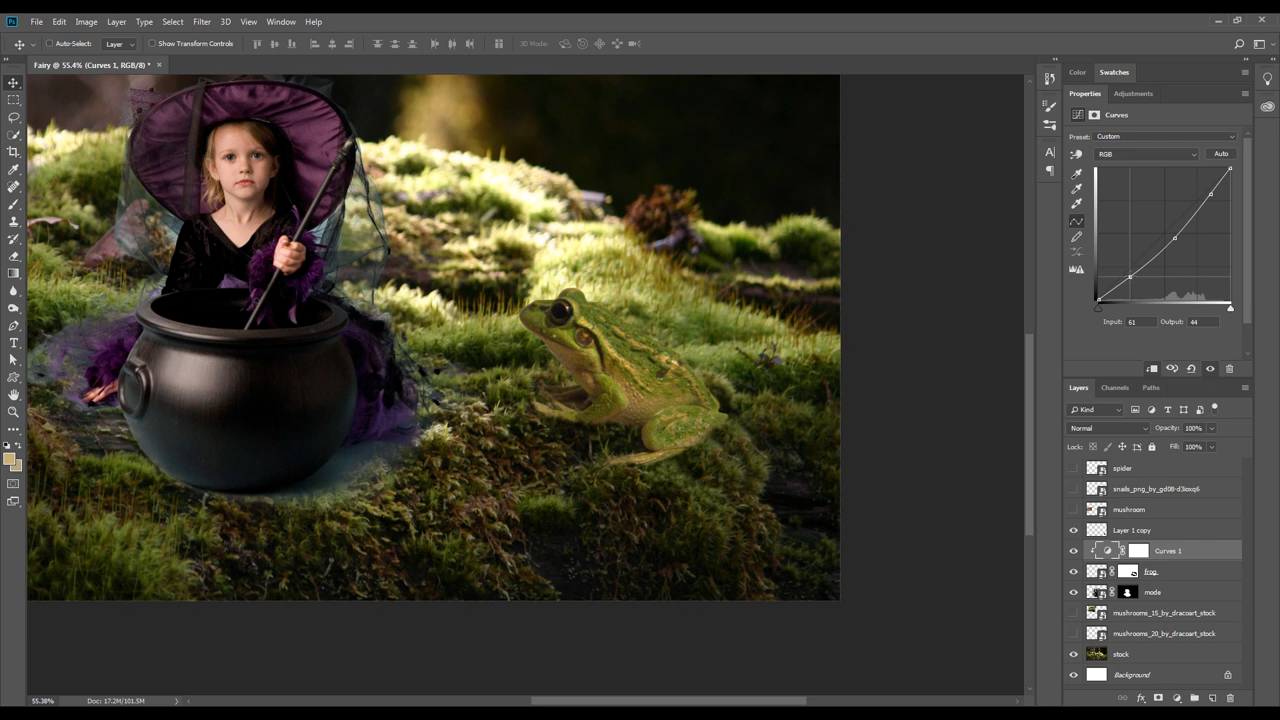 Ps File Edit Image Layer Type Select Filter 3D View Window Help
Auto-Select: Layer Show Transform Controls 3D Mode:
Fairy @ 55.4% (Curves 1, RGB/8) *
Color Swatches
Properties Adjustments
Curves
Preset: Custom
RGB Auto
Input: 61 Output: 44
Layers Channels Paths
Kind
Normal Opacity: 100%
Lock: Fill: 100%
spider
snails_png_by_gd08-d3ioxq6
mushroom
Layer 1 copy
Curves 1
frog
mode
mushrooms_15_by_dracoart_stock
mushrooms_20_by_dracoart_stock
stock
Background
55.38% Doc: 17.2M/101.5M